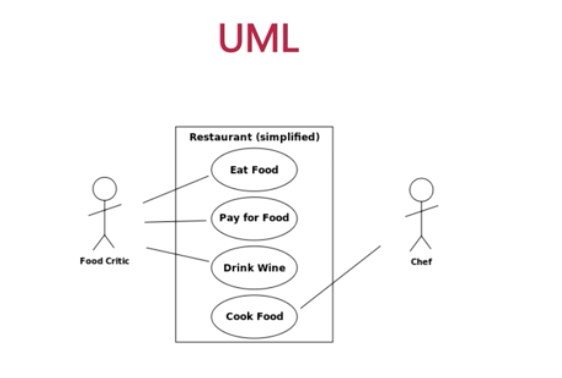 UML
Restaurant (simplified)
Eat Food
Pay for Food
Drink Wine
Cook Food
Food Critic
Chef